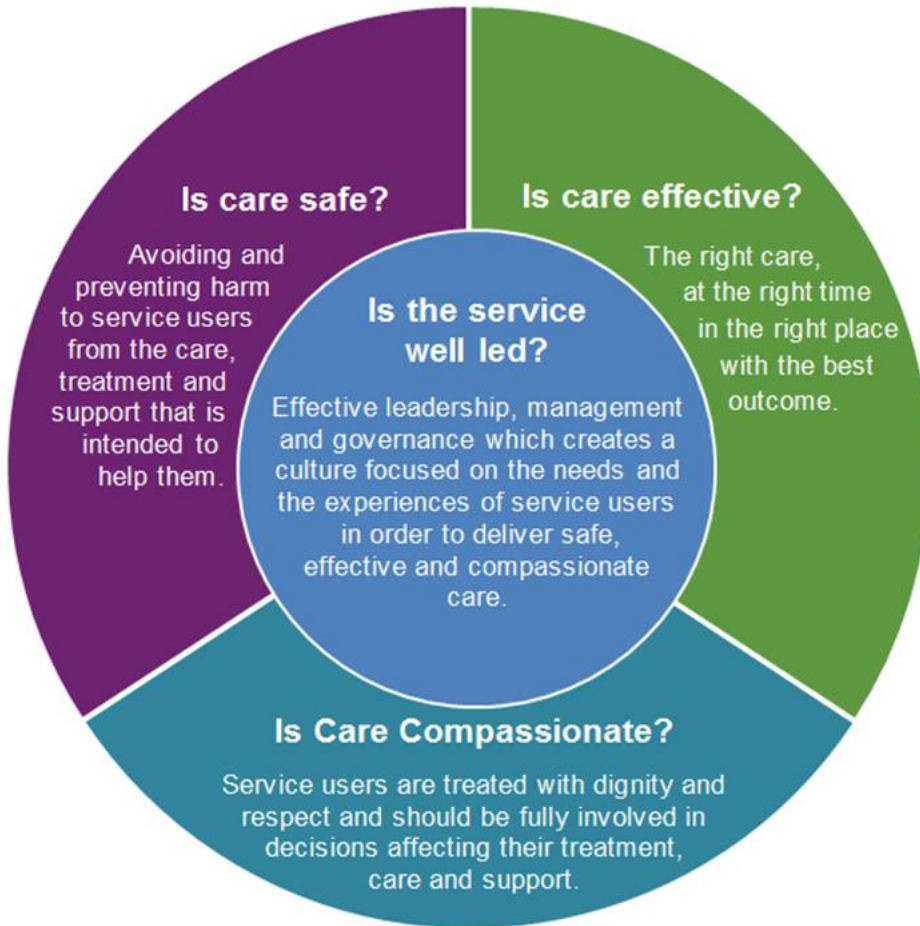 Is care safe?
Avoiding and
preventing harm
to service users
from the care,
treatment and
support that is
intended to
help them.
Is care effective?
The right care,
at the right time
in the right place
with the best
outcome.
Is the service
well led?
Effective leadership, management
and governance which creates a
culture focused on the needs and
the experiences of service users
in order to deliver safe,
effective and compassionate
care.
Is Care Compassionate?
Service users are treated with dignity and
respect and should be fully involved in
decisions affecting their treatment,
care and support.